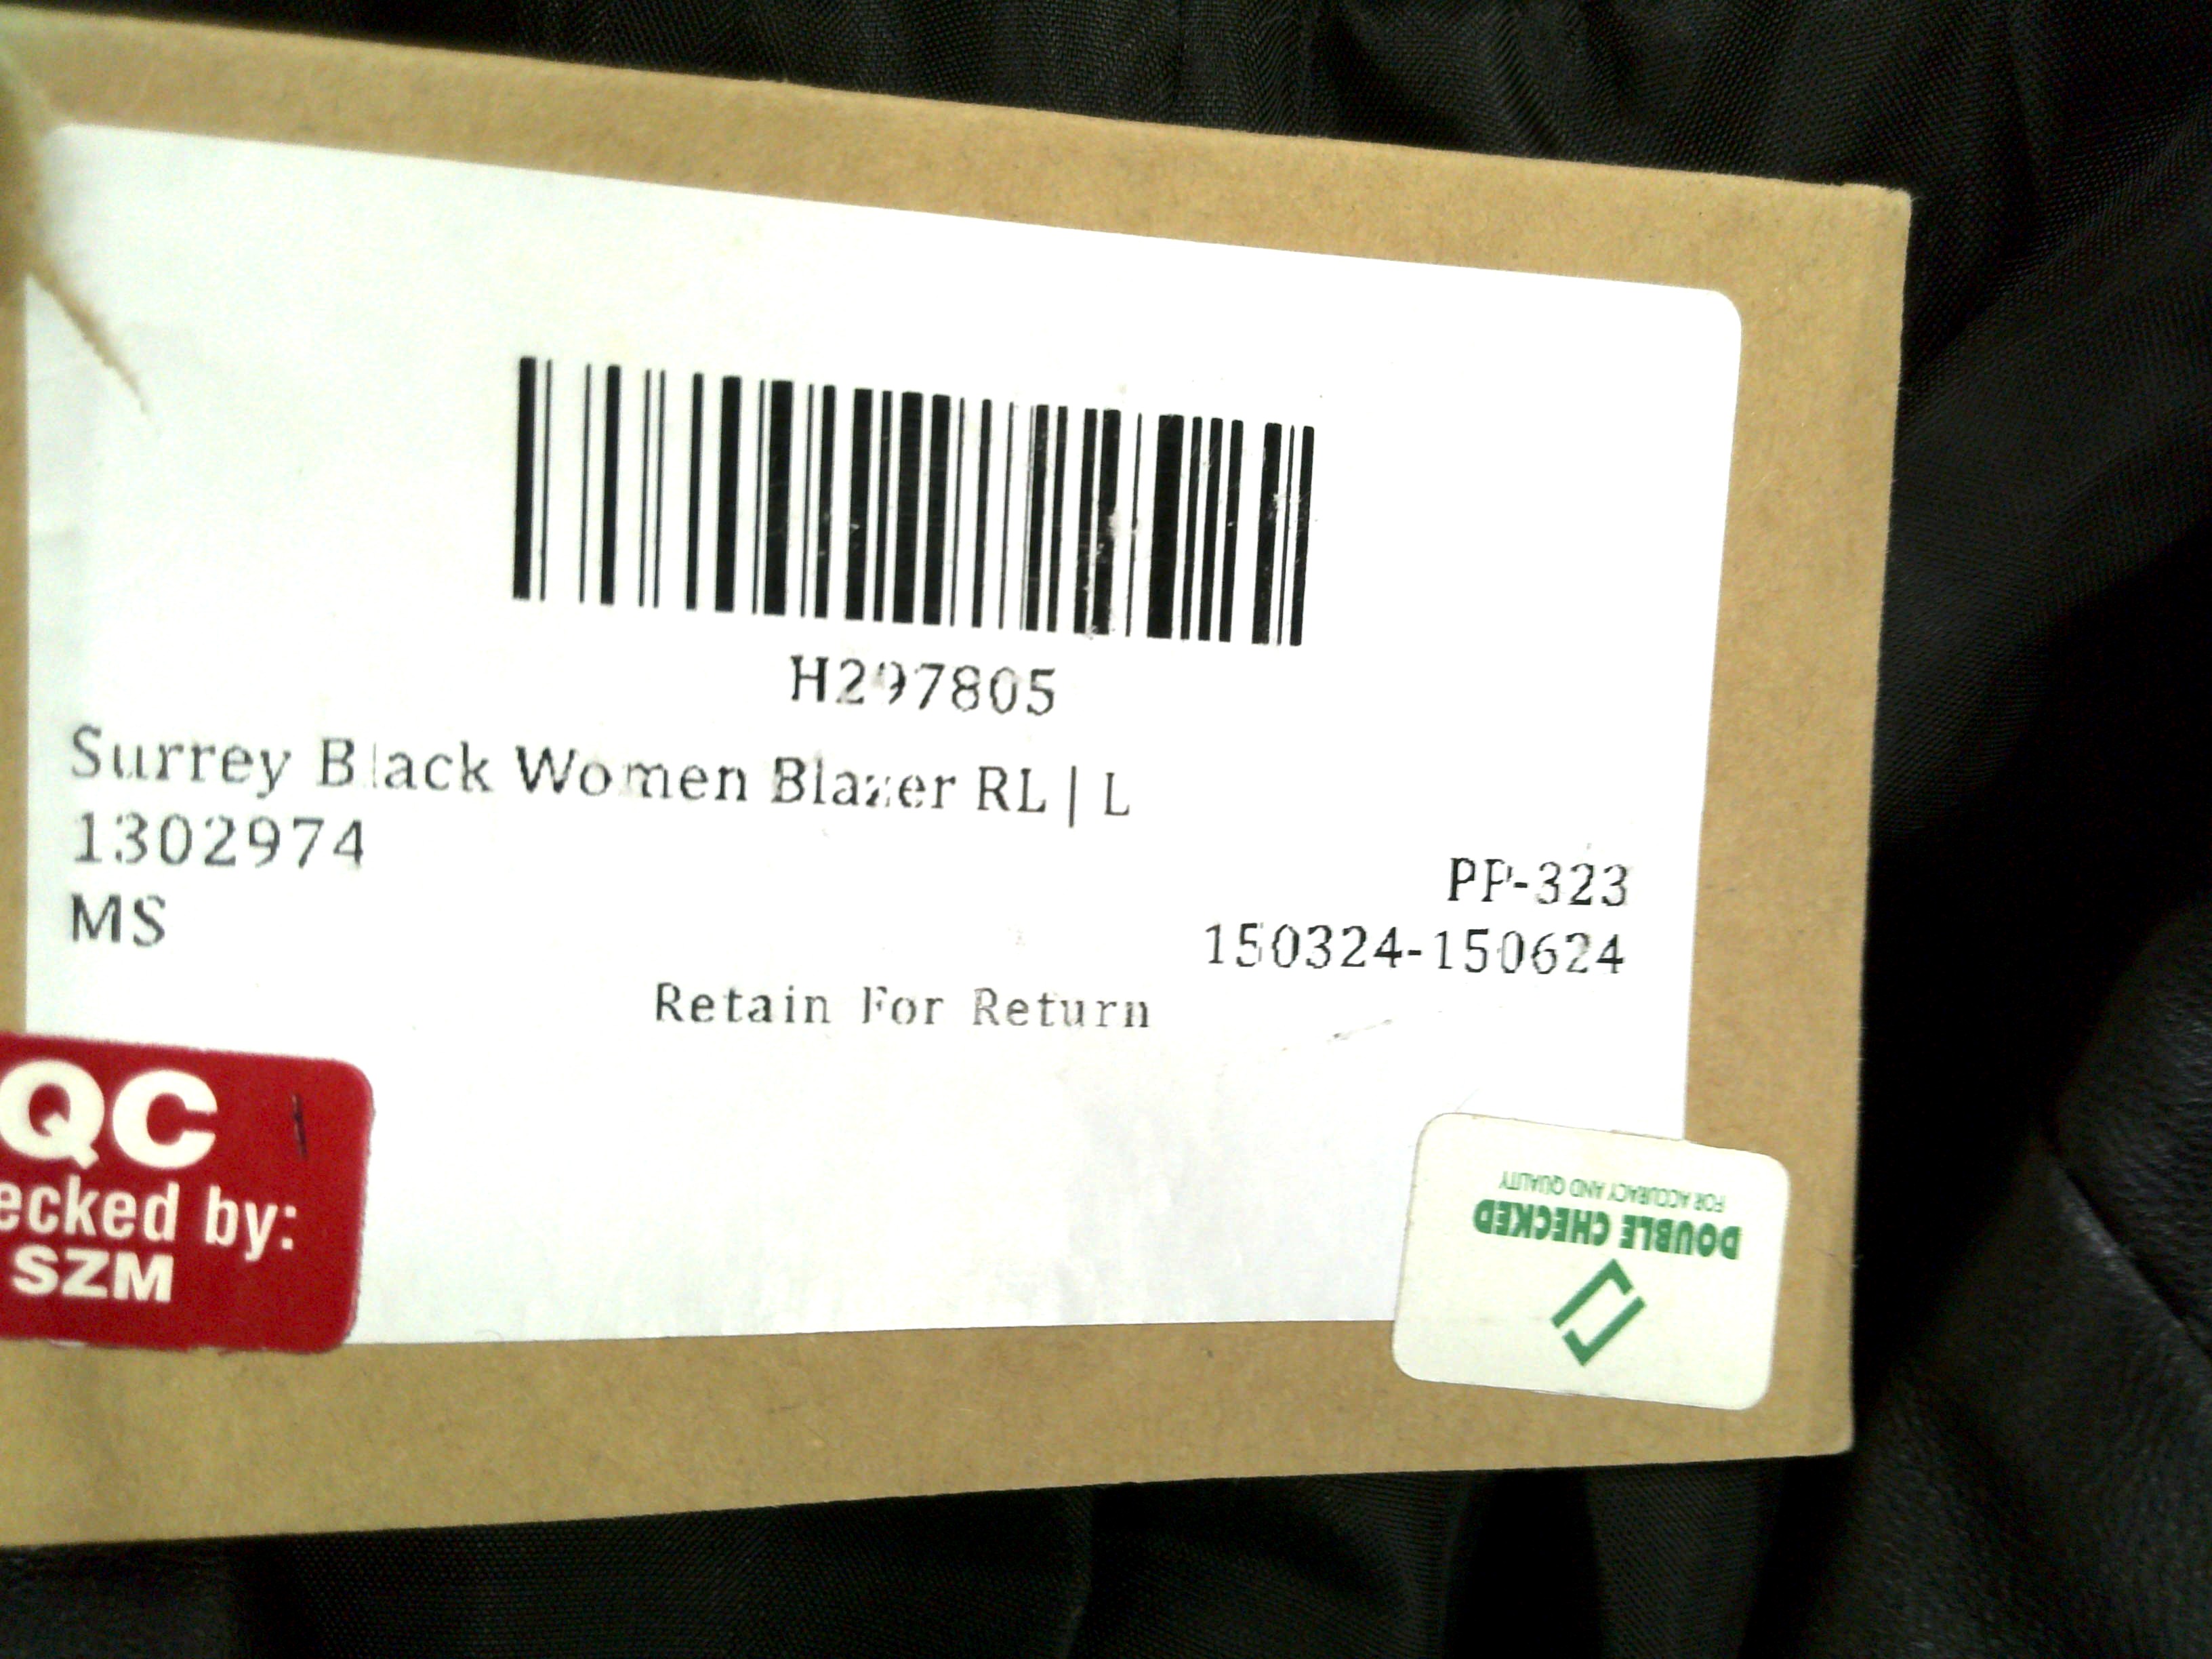 H297805
Surrey Black Women Blazer RL | L
1302974
PP-323
MS
150324-150624
Retain For Return
QC
ecked by:
SZM
DOUBLE CHECKED
FOR ACCURACY AND QUALITY